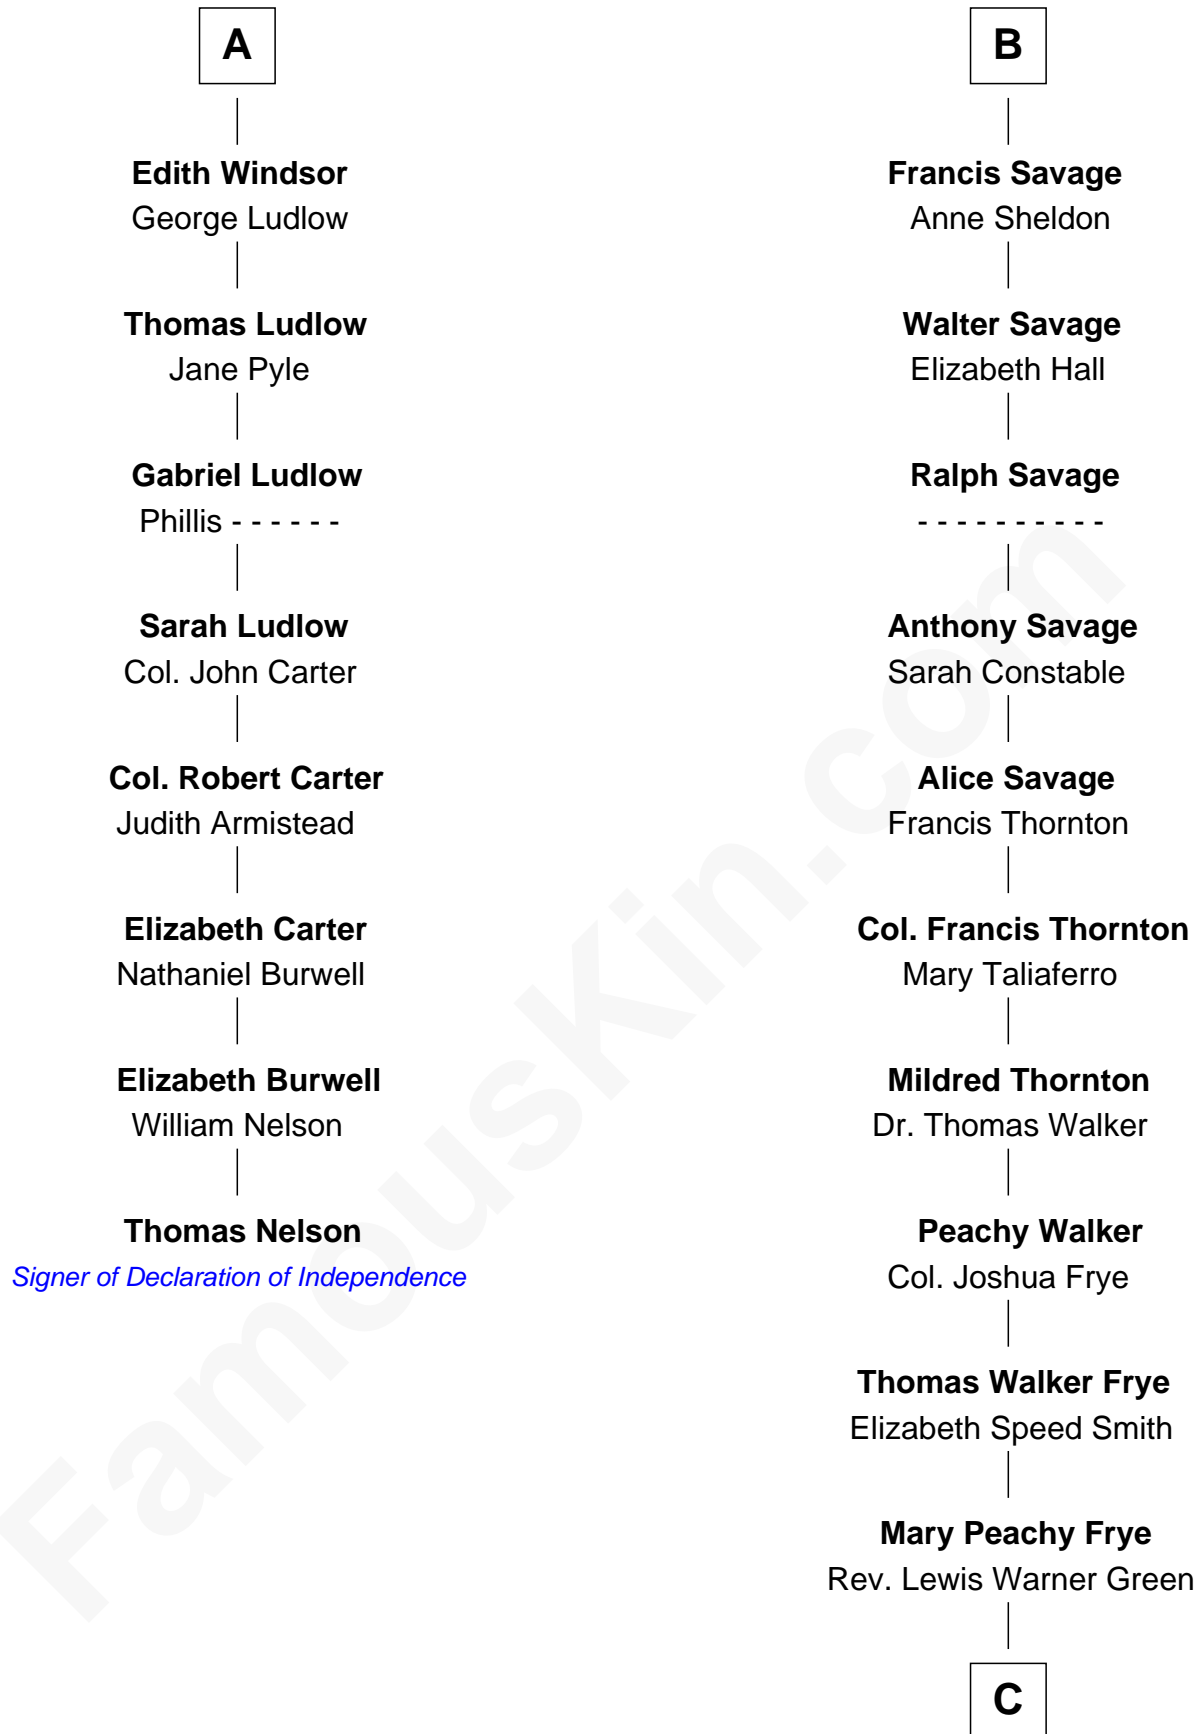 A
Edith Windsor
George Ludlow
Thomas Ludlow
Jane Pyle
Gabriel Ludlow
Phillis - - - - - -
Sarah Ludlow
Col. John Carter
Col. Robert Carter
Judith Armistead
Elizabeth Carter
Nathaniel Burwell
Elizabeth Burwell
William Nelson
Thomas Nelson
Signer of Declaration of Independence
B
Francis Savage
Anne Sheldon
Walter Savage
Elizabeth Hall
Ralph Savage
- - - - - - - - - -
Anthony Savage
Sarah Constable
Alice Savage
Francis Thornton
Col. Francis Thornton
Mary Taliaferro
Mildred Thornton
Dr. Thomas Walker
Peachy Walker
Col. Joshua Frye
Thomas Walker Frye
Elizabeth Speed Smith
Mary Peachy Frye
Rev. Lewis Warner Green
C
FamousKin.com